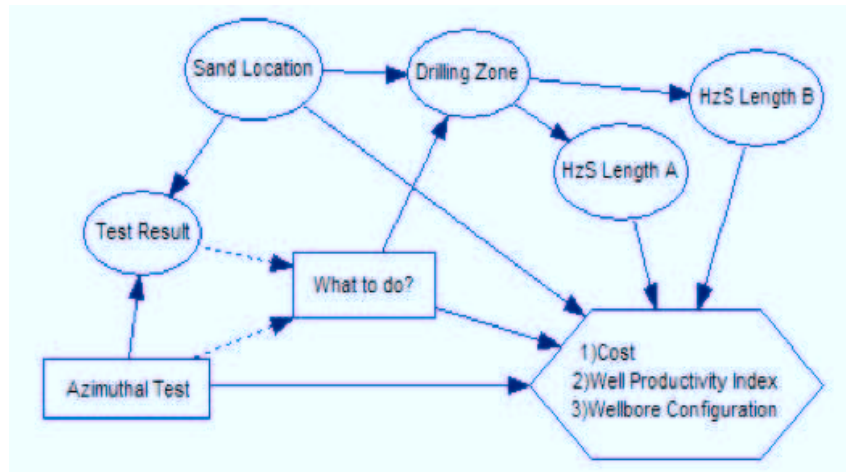 Sand Location
Drilling Zone
HzS Length B
HzS Length A
Test Result
What to do?
Azimuthal Test
1)Cost
2)Well Productivity Index
3)Wellbore Configuration